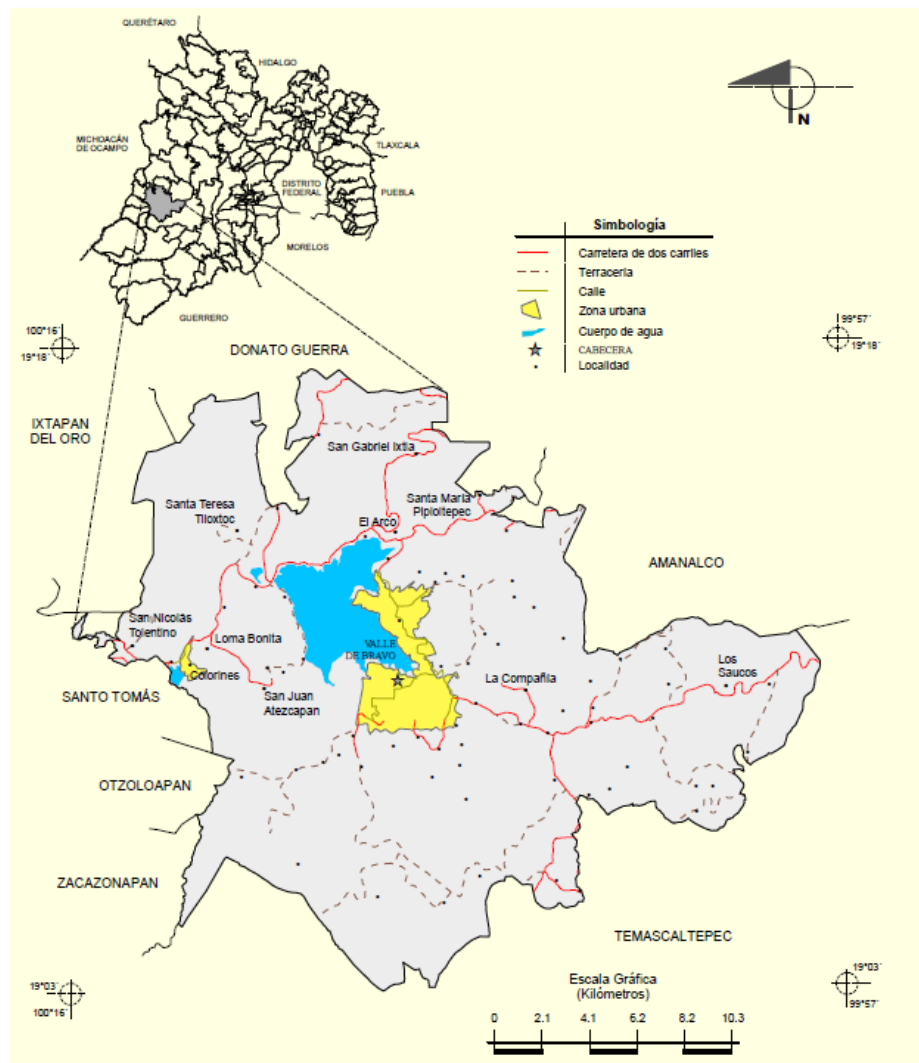 QUERÉTARO
HIDALGO
MICHOACÁN
DE OCAMPO
TLAXCALA
DISTRITO
FEDERAL
PUEBLA
MORELOS
GUERRERO
N
Simbología
Carretera de dos carriles
Terracería
Calle
Zona urbana
Cuerpo de agua
CABECERA
Localidad
100°16´
19°18´
99°57´
19°18´
DONATO GUERRA
IXTAPAN
DEL ORO
San Gabriel Ixtla
Santa Teresa
Tiloxtoc
Santa María
Pipioltepec
El Arco
AMANALCO
San Nicolás
Tolentino
Loma Bonita
VALLE
DE BRAVO
Colorines
La Compañía
Los
Saucos
SANTO TOMÁS
San Juan
Atezcapan
OTZOLOAPAN
ZACAZONAPAN
TEMASCALTEPEC
19°03´
100°16´
19°03´
99°57´
Escala Gráfica
(Kilómetros)
0 2.1 4.1 6.2 8.2 10.3